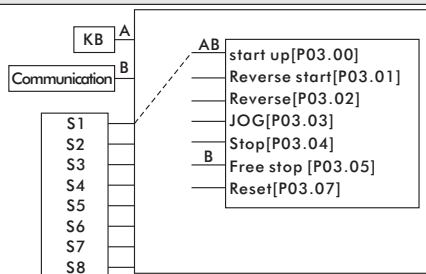 KB
A
Communication
B
S1
S2
S3
S4
S5
S6
S7
S8
AB
start up[P03.00]
Reverse start[P03.01]
Reverse[P03.02]
JOG[P03.03]
Stop[P03.04]
B
Free stop [P03.05]
Reset[P03.07]